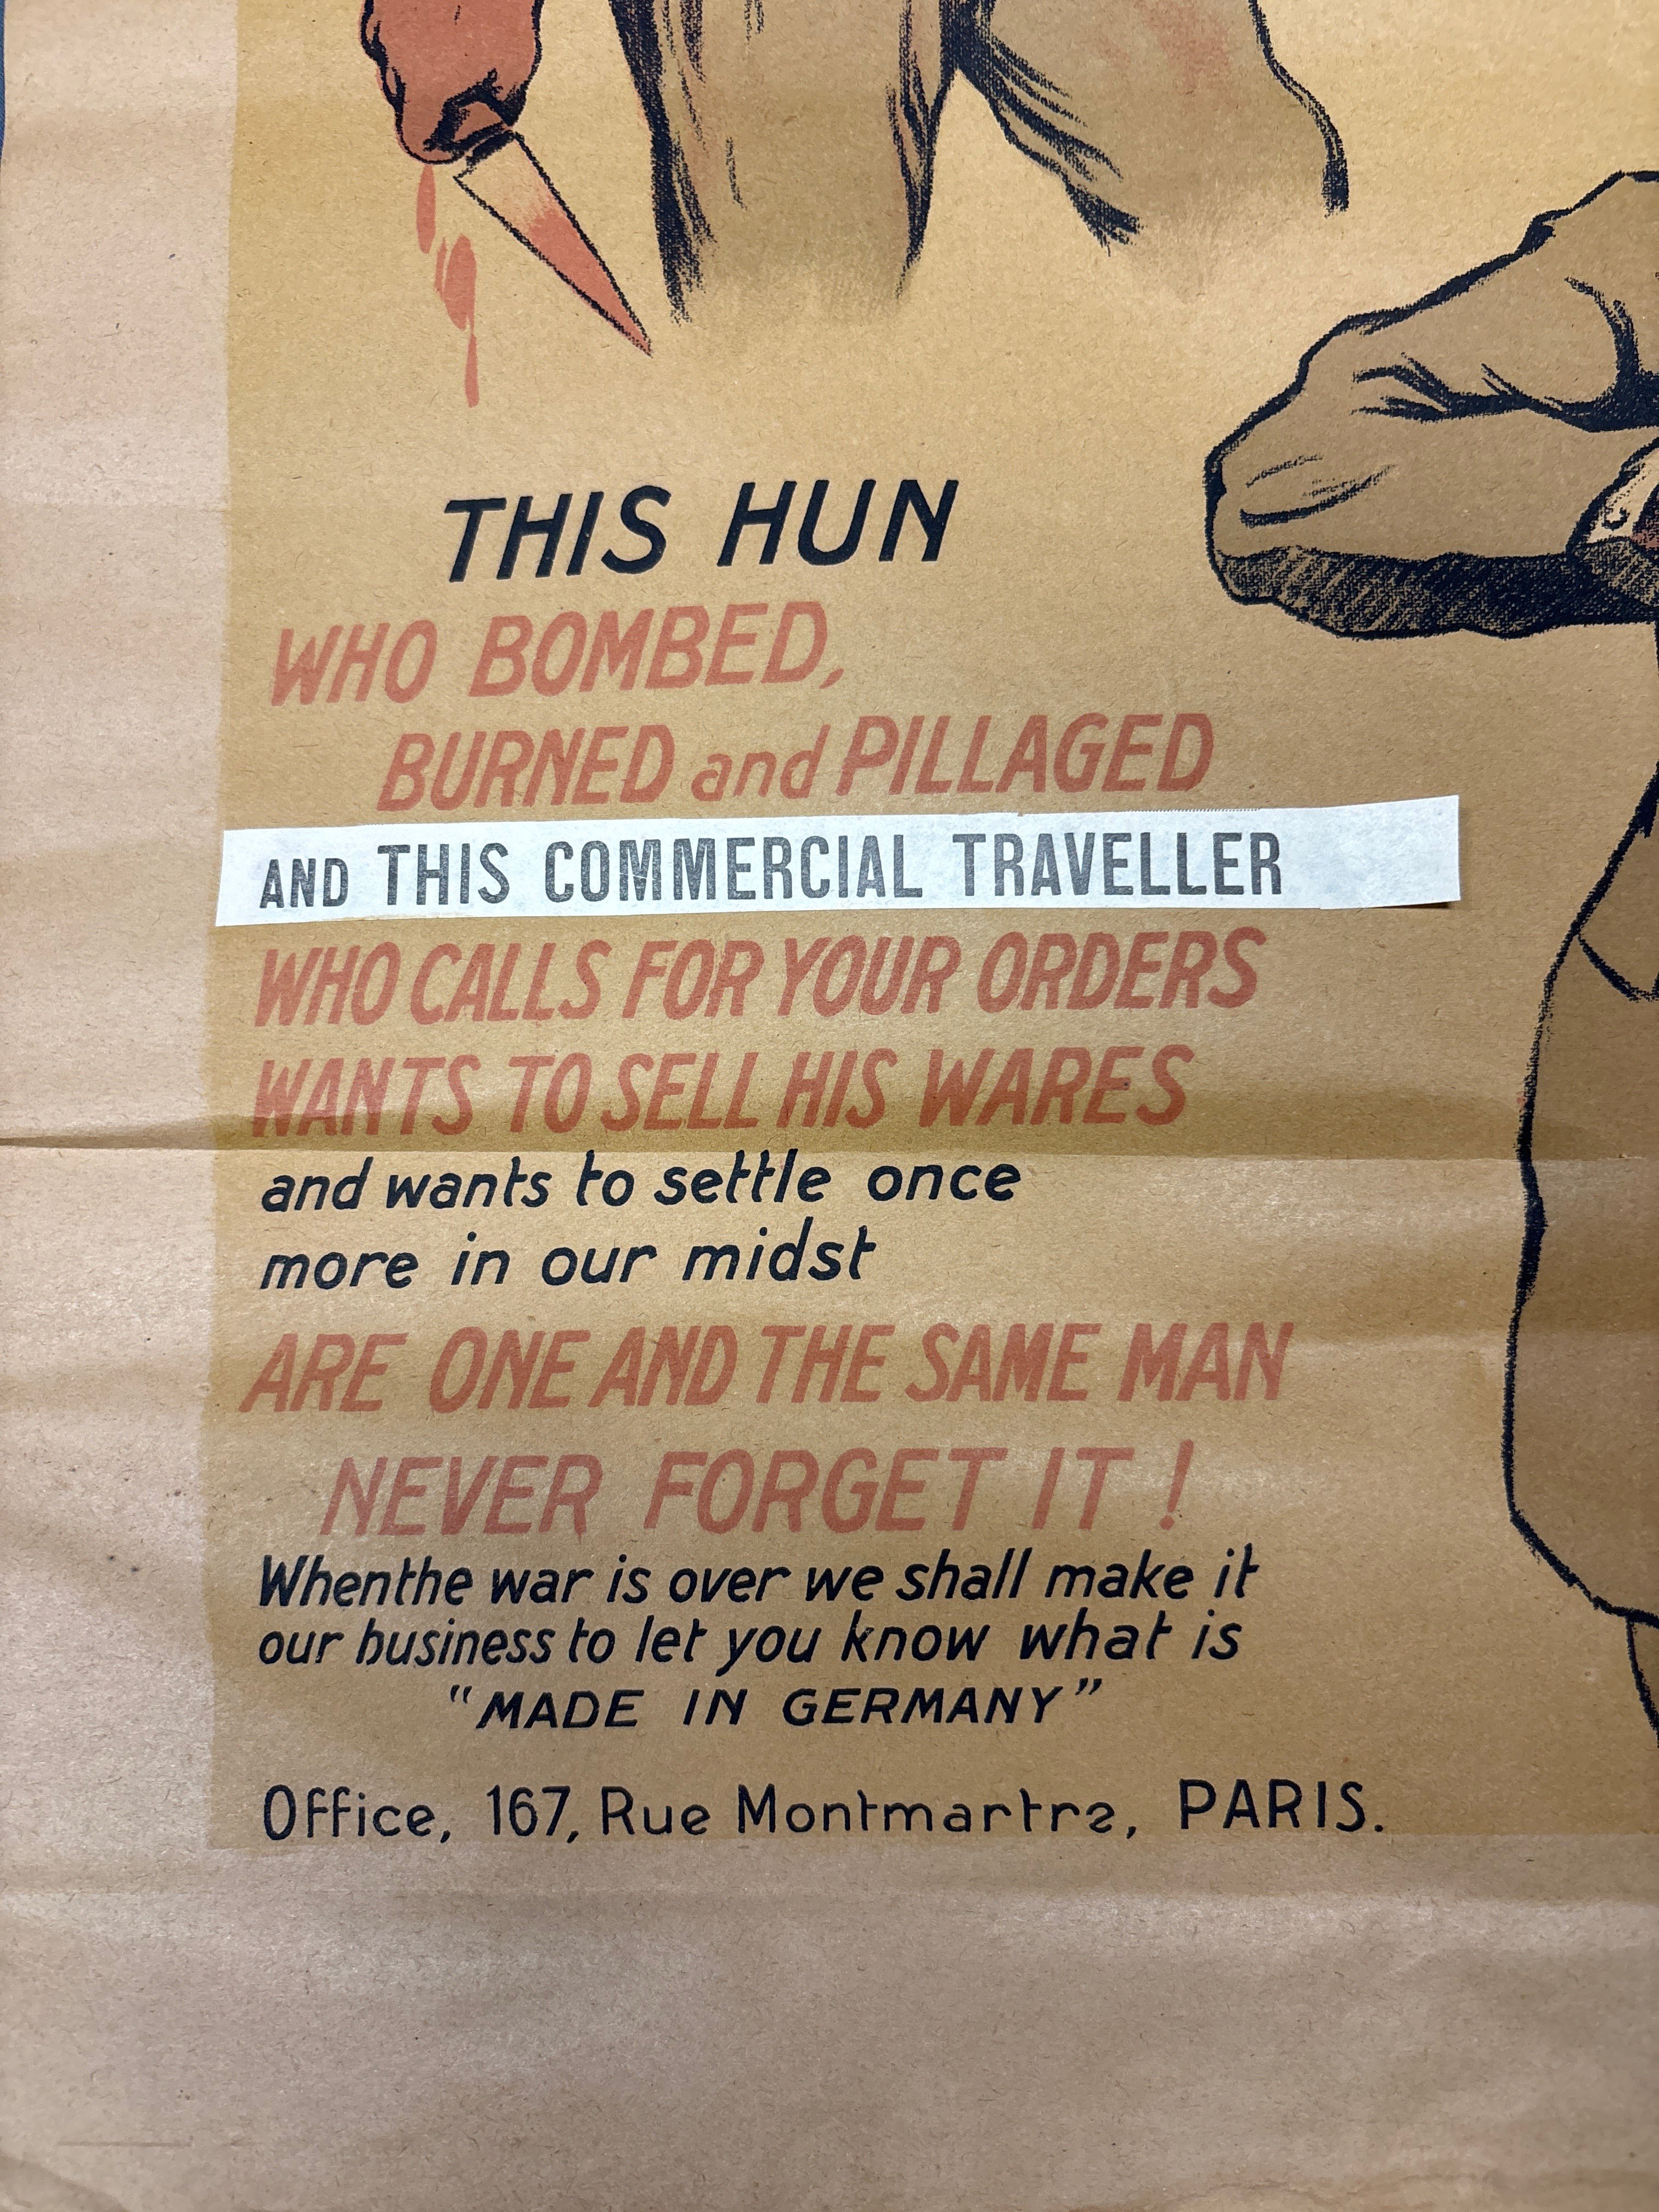 THIS HUN
WHO BOMBED,
BURNED and PILLAGED
AND THIS COMMERCIAL TRAVELLER
WHO CALLS FOR YOUR ORDERS
WANTS TO SELL HIS WARES
and wants to settle once
more in our midst
ARE ONE AND THE SAME MAN
NEVER FORGET IT !
When the war is over we shall make it
our business to let you know what is
"MADE IN GERMANY"
Office, 167, Rue Montmartre, PARIS.